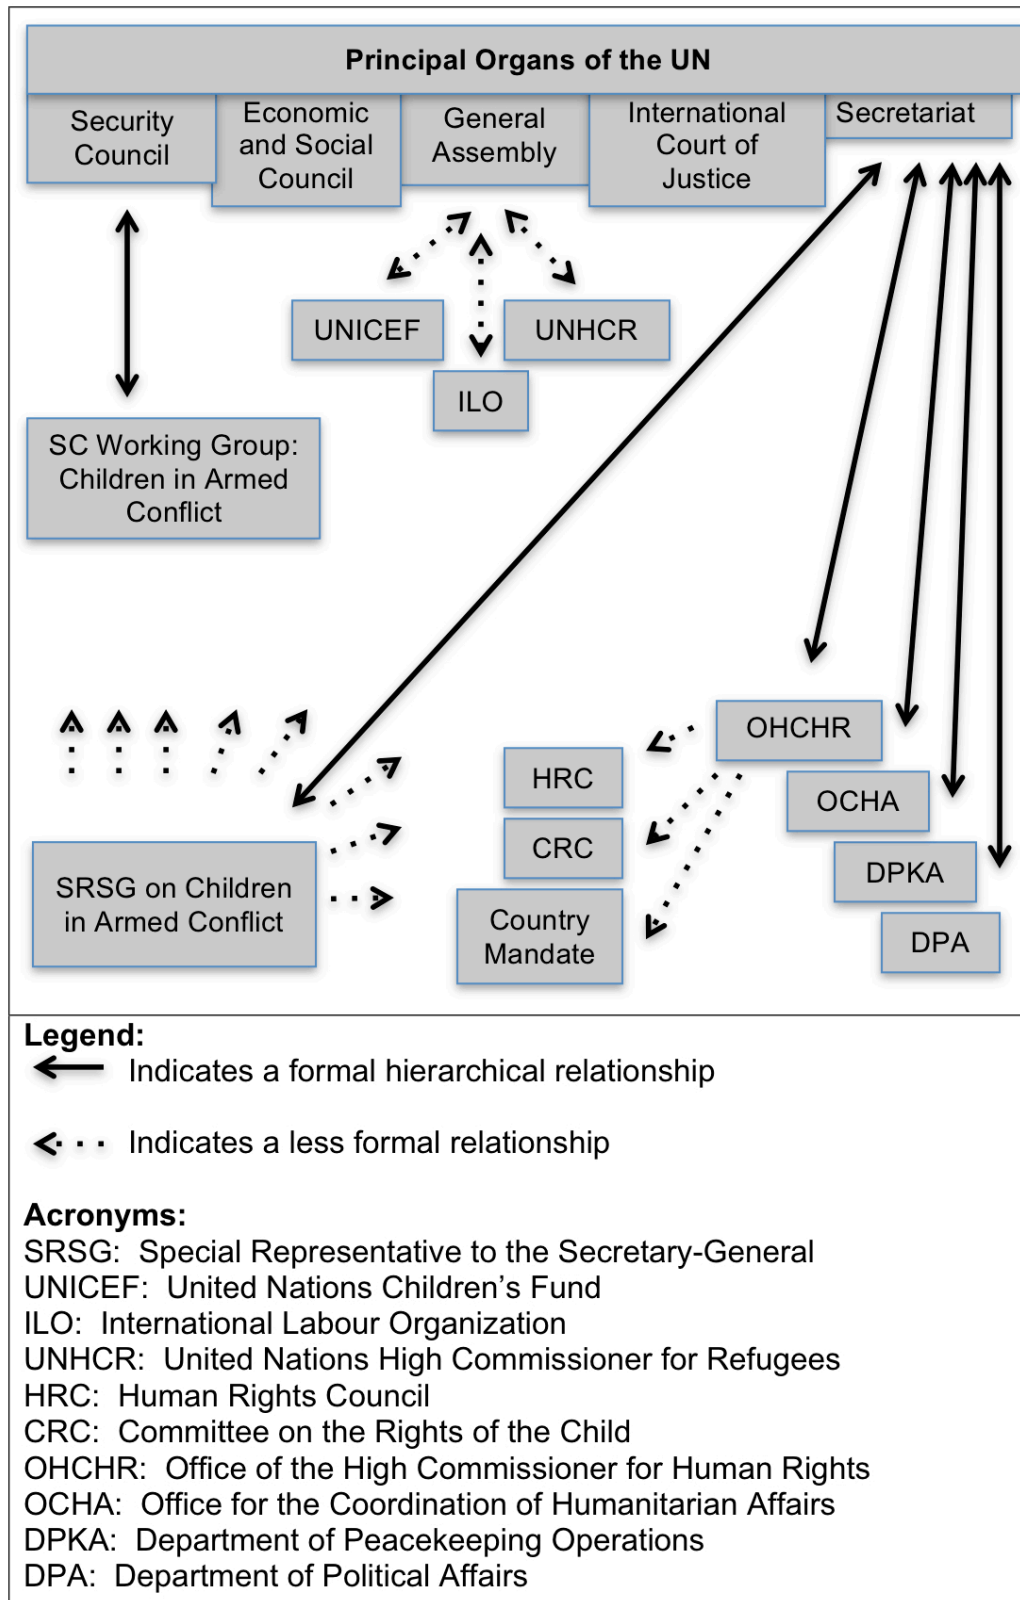 Principal Organs of the UN
Security
Council
Economic
and Social
Council
General
Assembly
International
Court of
Justice
Secretariat
UNICEF
UNHCR
ILO
SC Working Group:
Children in Armed
Conflict
OHCHR
HRC
OCHA
CRC
DPKA
SRSG on Children
in Armed Conflict
Country
Mandate
DPA
Legend:
Indicates a formal hierarchical relationship
Indicates a less formal relationship
Acronyms:
SRSG:  Special Representative to the Secretary-General
UNICEF:  United Nations Children’s Fund
ILO:  International Labour Organization
UNHCR:  United Nations High Commissioner for Refugees
HRC:  Human Rights Council
CRC:  Committee on the Rights of the Child
OHCHR:  Office of the High Commissioner for Human Rights
OCHA:  Office for the Coordination of Humanitarian Affairs
DPKA:  Department of Peacekeeping Operations
DPA:  Department of Political Affairs